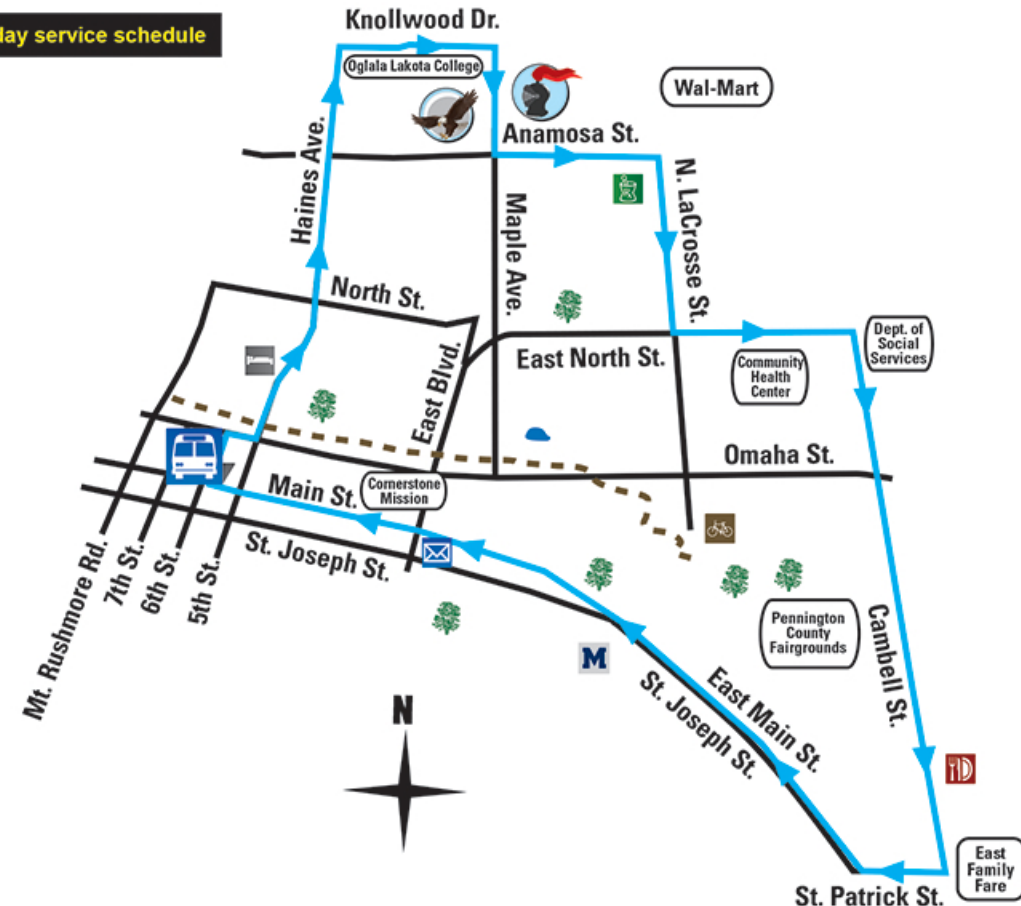 day service schedule
Knollwood Dr.
Oglala Lakota College
Wal-Mart
Anamosa St.
Haines Ave.
Maple Ave.
N. LaCrosse St.
North St.
East North St.
East Blvd.
Dept. of
Social
Services
Community
Health
Center
Omaha St.
Main St.
Cornerstone
Mission
St. Joseph St.
Mt. Rushmore Rd.
7th St.
6th St.
5th St.
Pennington
County
Fairgrounds
Cambell St.
M
East Main St.
St. Joseph St.
N
East
Family
Fare
St. Patrick St.